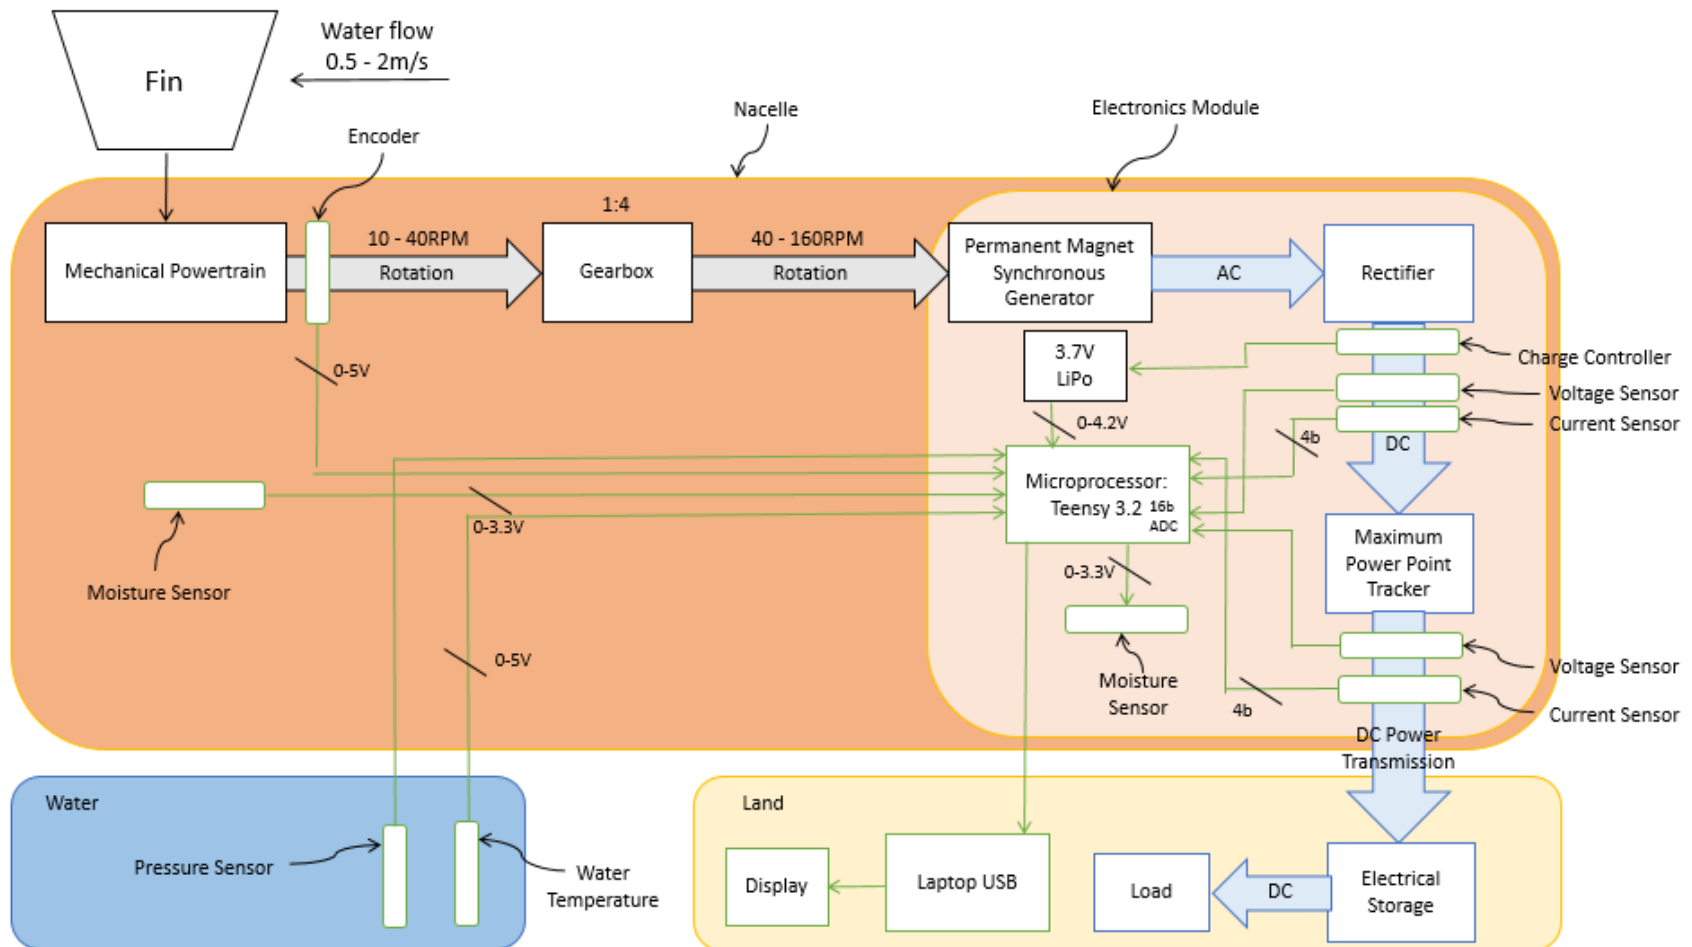 Fin
Water flow
0.5 - 2m/s
Encoder
Nacelle
Electronics Module
Mechanical Powertrain
10 - 40RPM
Rotation
1:4
Gearbox
40 - 160RPM
Rotation
Permanent Magnet
Synchronous
Generator
AC
Rectifier
0-5V
3.7V
LiPo
0-4.2V
Charge Controller
Voltage Sensor
Current Sensor
4b
DC
Microprocessor:
Teensy 3.2
16b
ADC
0-3.3V
Moisture Sensor
0-3.3V
Moisture
Sensor
Maximum
Power Point
Tracker
0-5V
4b
Voltage Sensor
Current Sensor
DC Power
Transmission
Water
Pressure Sensor
Water
Temperature
Land
Display
Laptop USB
Load
DC
Electrical
Storage